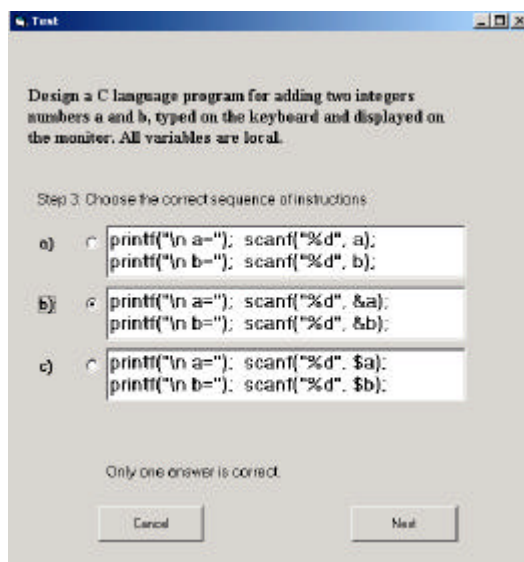 Test
Design a C language program for adding two integers
numbers a and b, typed on the keyboard and displayed on
the moniter. All variables are local.
Step 3: Choose the correct sequence of instructions
a) printf("\n a="); scanf("%d", a);
printf("\n b="); scanf("%d", b);
b) printf("\n a="); scanf("%d", &a);
printf("\n b="); scanf("%d", &b);
c) printf("\n a="); scanf("%d", $a);
printf("\n b="); scanf("%d", $b);
Only one answer is correct.
Cancel
Next